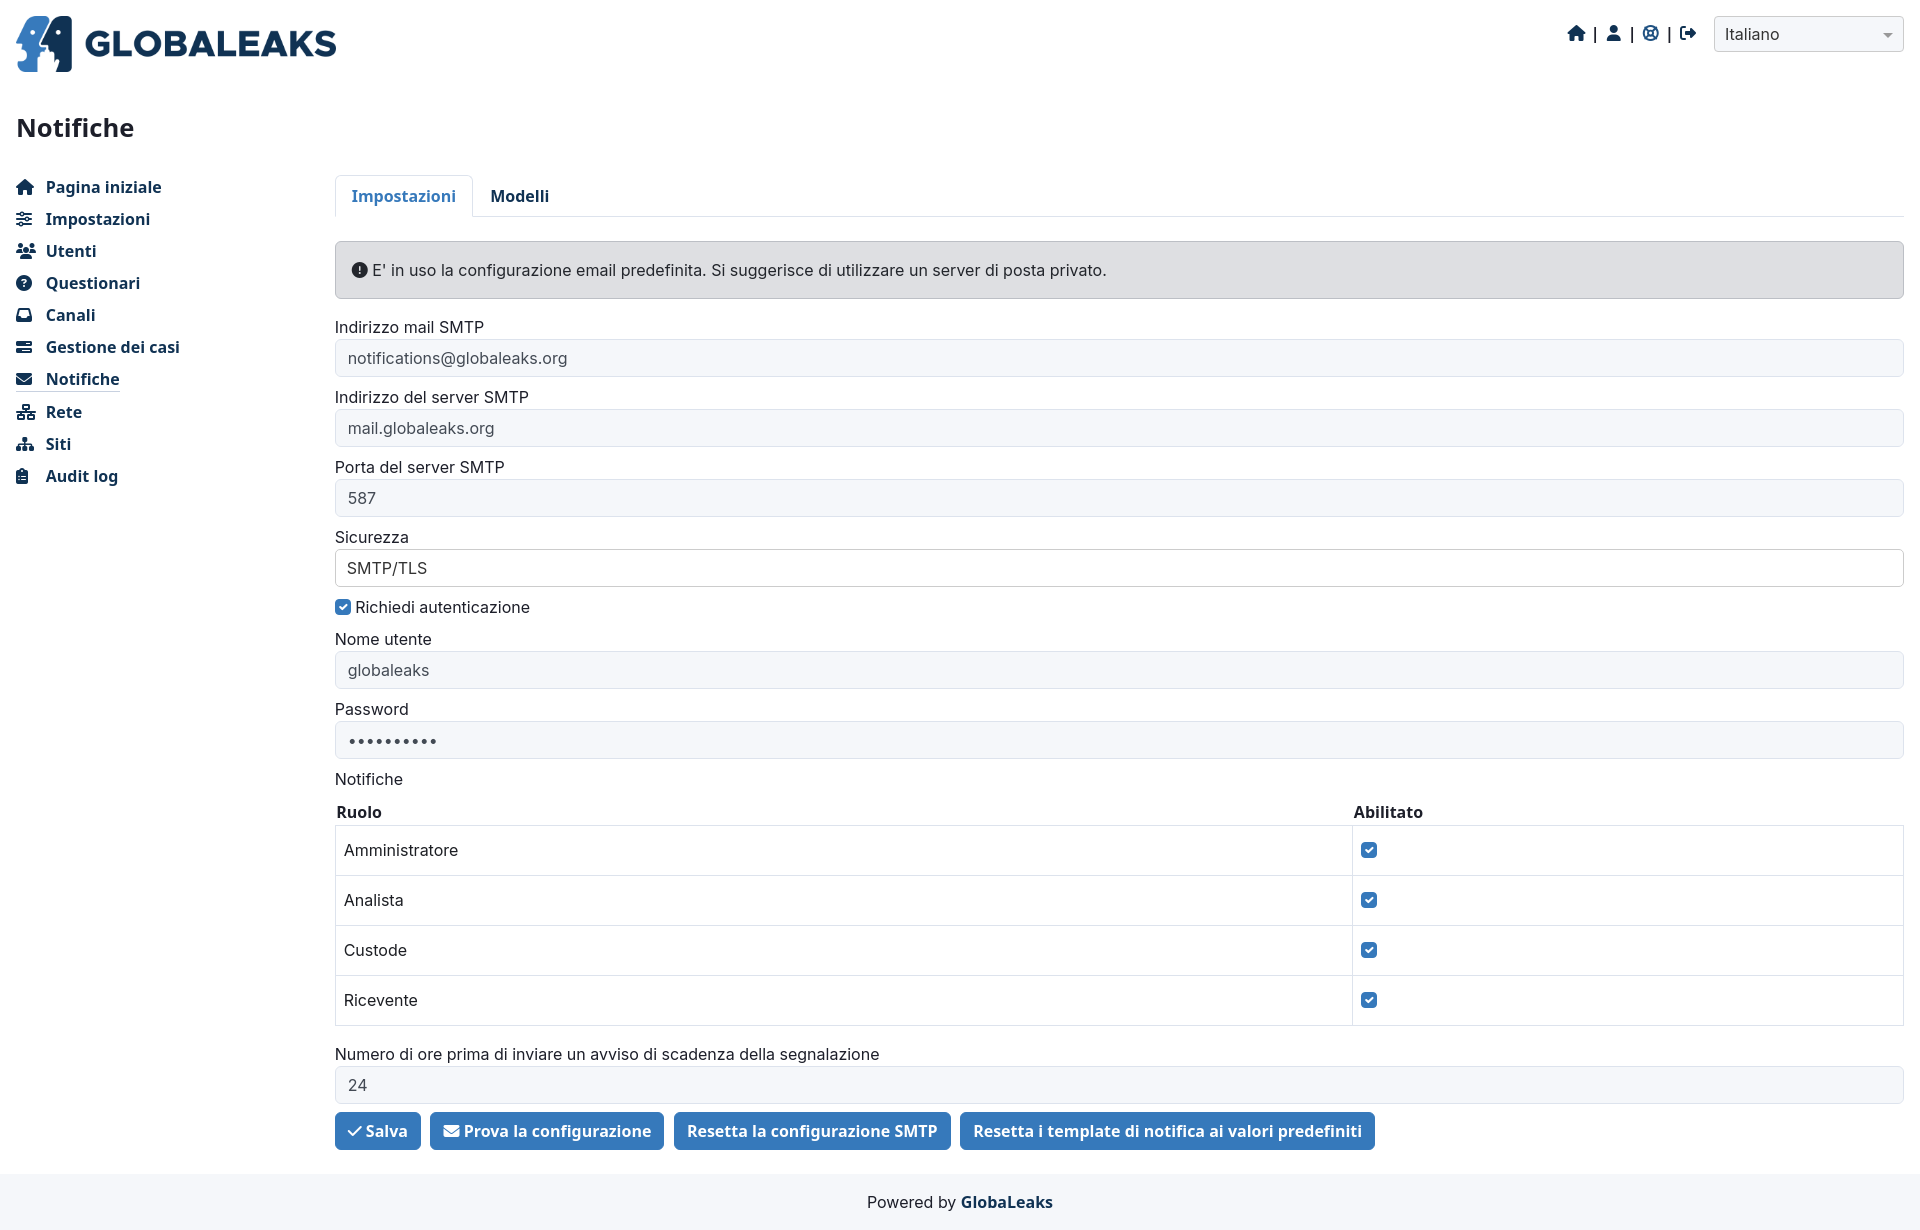 GLOBALEAKS
| | | Italiano
Notifiche
Pagina iniziale
Impostazioni
Utenti
Questionari
Canali
Gestione dei casi
Notifiche
Rete
Siti
Audit log
Impostazioni Modelli
E' in uso la configurazione email predefinita. Si suggerisce di utilizzare un server di posta privato.
Indirizzo mail SMTP
notifications@globaleaks.org
Indirizzo del server SMTP
mail.globaleaks.org
Porta del server SMTP
587
Sicurezza
SMTP/TLS
Richiedi autenticazione
Nome utente
globaleaks
Password
••••••••••
Notifiche
Ruolo Abilitato
Amministratore
Analista
Custode
Ricevente
Numero di ore prima di inviare un avviso di scadenza della segnalazione
24
Salva Prova la configurazione Resetta la configurazione SMTP Resetta i template di notifica ai valori predefiniti
Powered by GlobaLeaks